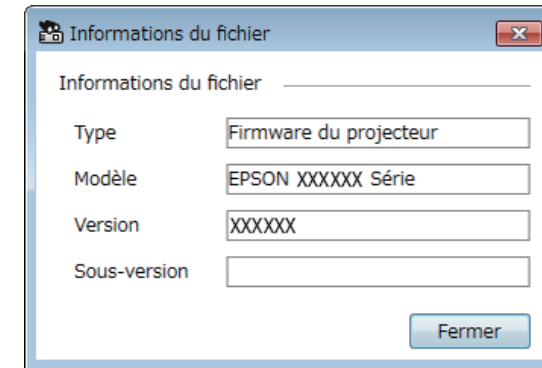 Informations du fichier
Informations du fichier
Type Firmware du projecteur
Modèle EPSON XXXXXX Série
Version XXXXXX
Sous-version
Fermer